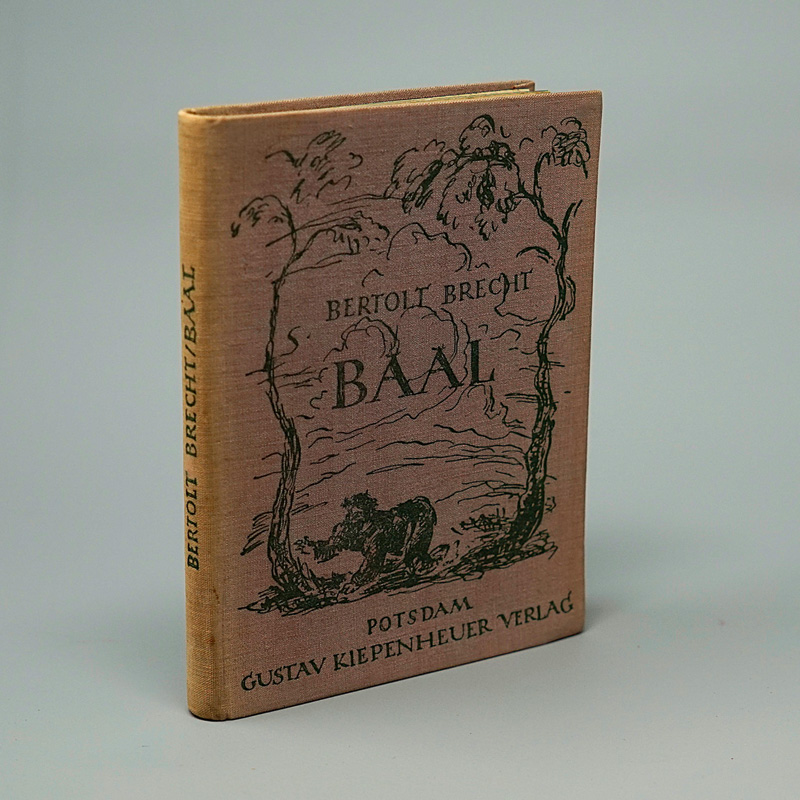 BERTOLT BRECHT/BAAL
BERTOLT BRECHT
BAAL
POTSDAM
GUSTAV KIEPENHEUER VERLAG